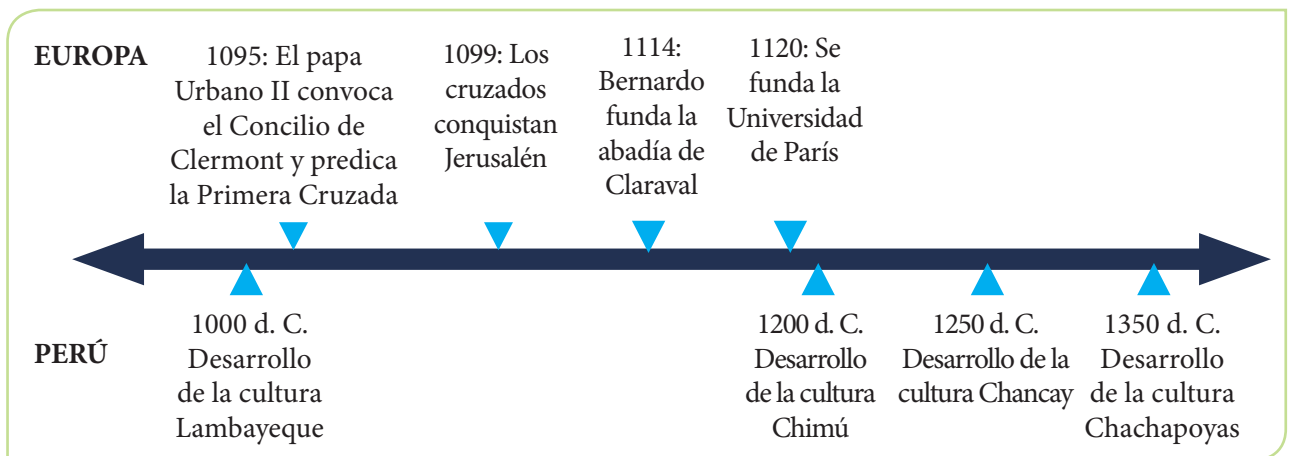 EUROPA
1095: El papa
Urbano II convoca
el Concilio de
Clermont y predica
la Primera Cruzada
1099: Los
cruzados
conquistan
Jerusalén
1114:
Bernardo
funda la
abadía de
Claraval
1120: Se
funda la
Universidad
de París
PERÚ
1000 d. C.
Desarrollo
de la cultura
Lambayeque
1200 d. C.
Desarrollo
de la cultura
Chimú
1250 d. C.
Desarrollo de la
cultura Chancay
1350 d. C.
Desarrollo
de la cultura
Chachapoyas